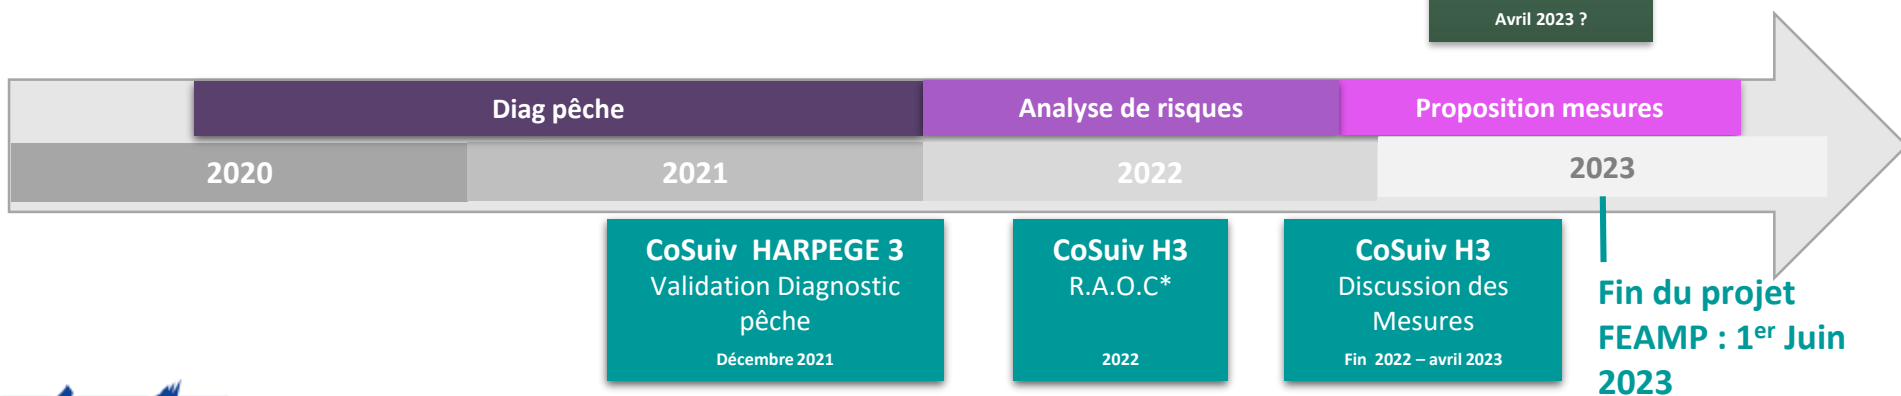 Avril 2023 ?
Diag pêche
Analyse de risques
Proposition mesures
2020
2021
2022
2023
CoSuiv HARPEGE 3
Validation Diagnostic
pêche
Décembre 2021
CoSuiv H3
R.A.O.C*
2022
CoSuiv H3
Discussion des
Mesures
Fin 2022 – avril 2023
Fin du projet
FEAMP : 1er Juin
2023